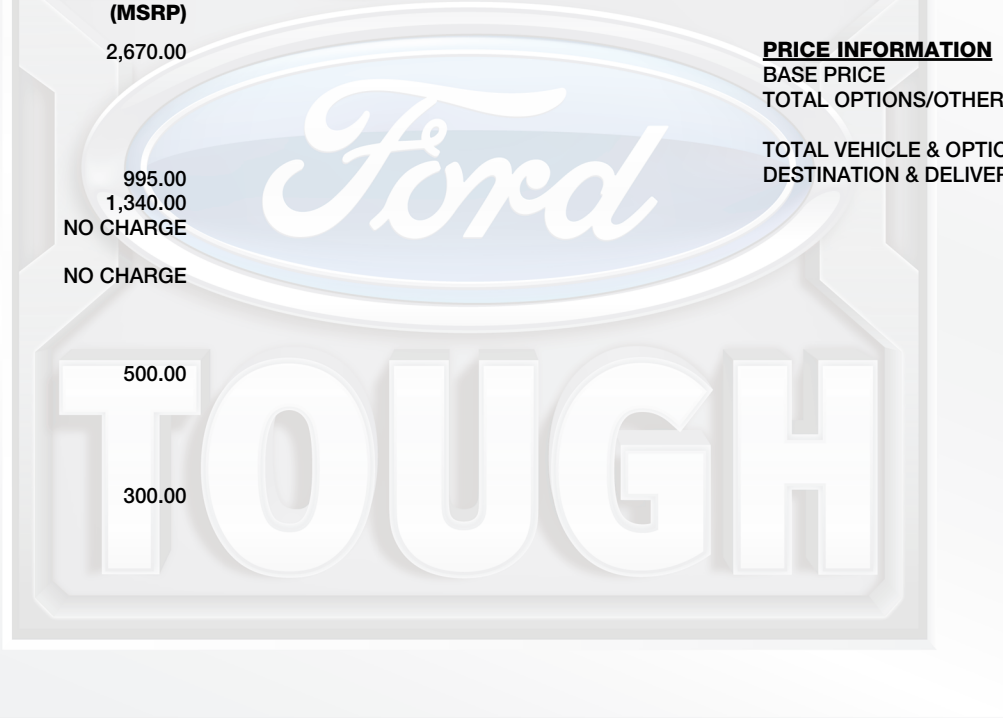 (MSRP)
2,670.00
995.00
1,340.00
NO CHARGE
NO CHARGE
500.00
300.00
PRICE INFORMATION
BASE PRICE
TOTAL OPTIONS/OTHER
TOTAL VEHICLE & OPTIO
DESTINATION & DELIVER
Ford
TOUGH